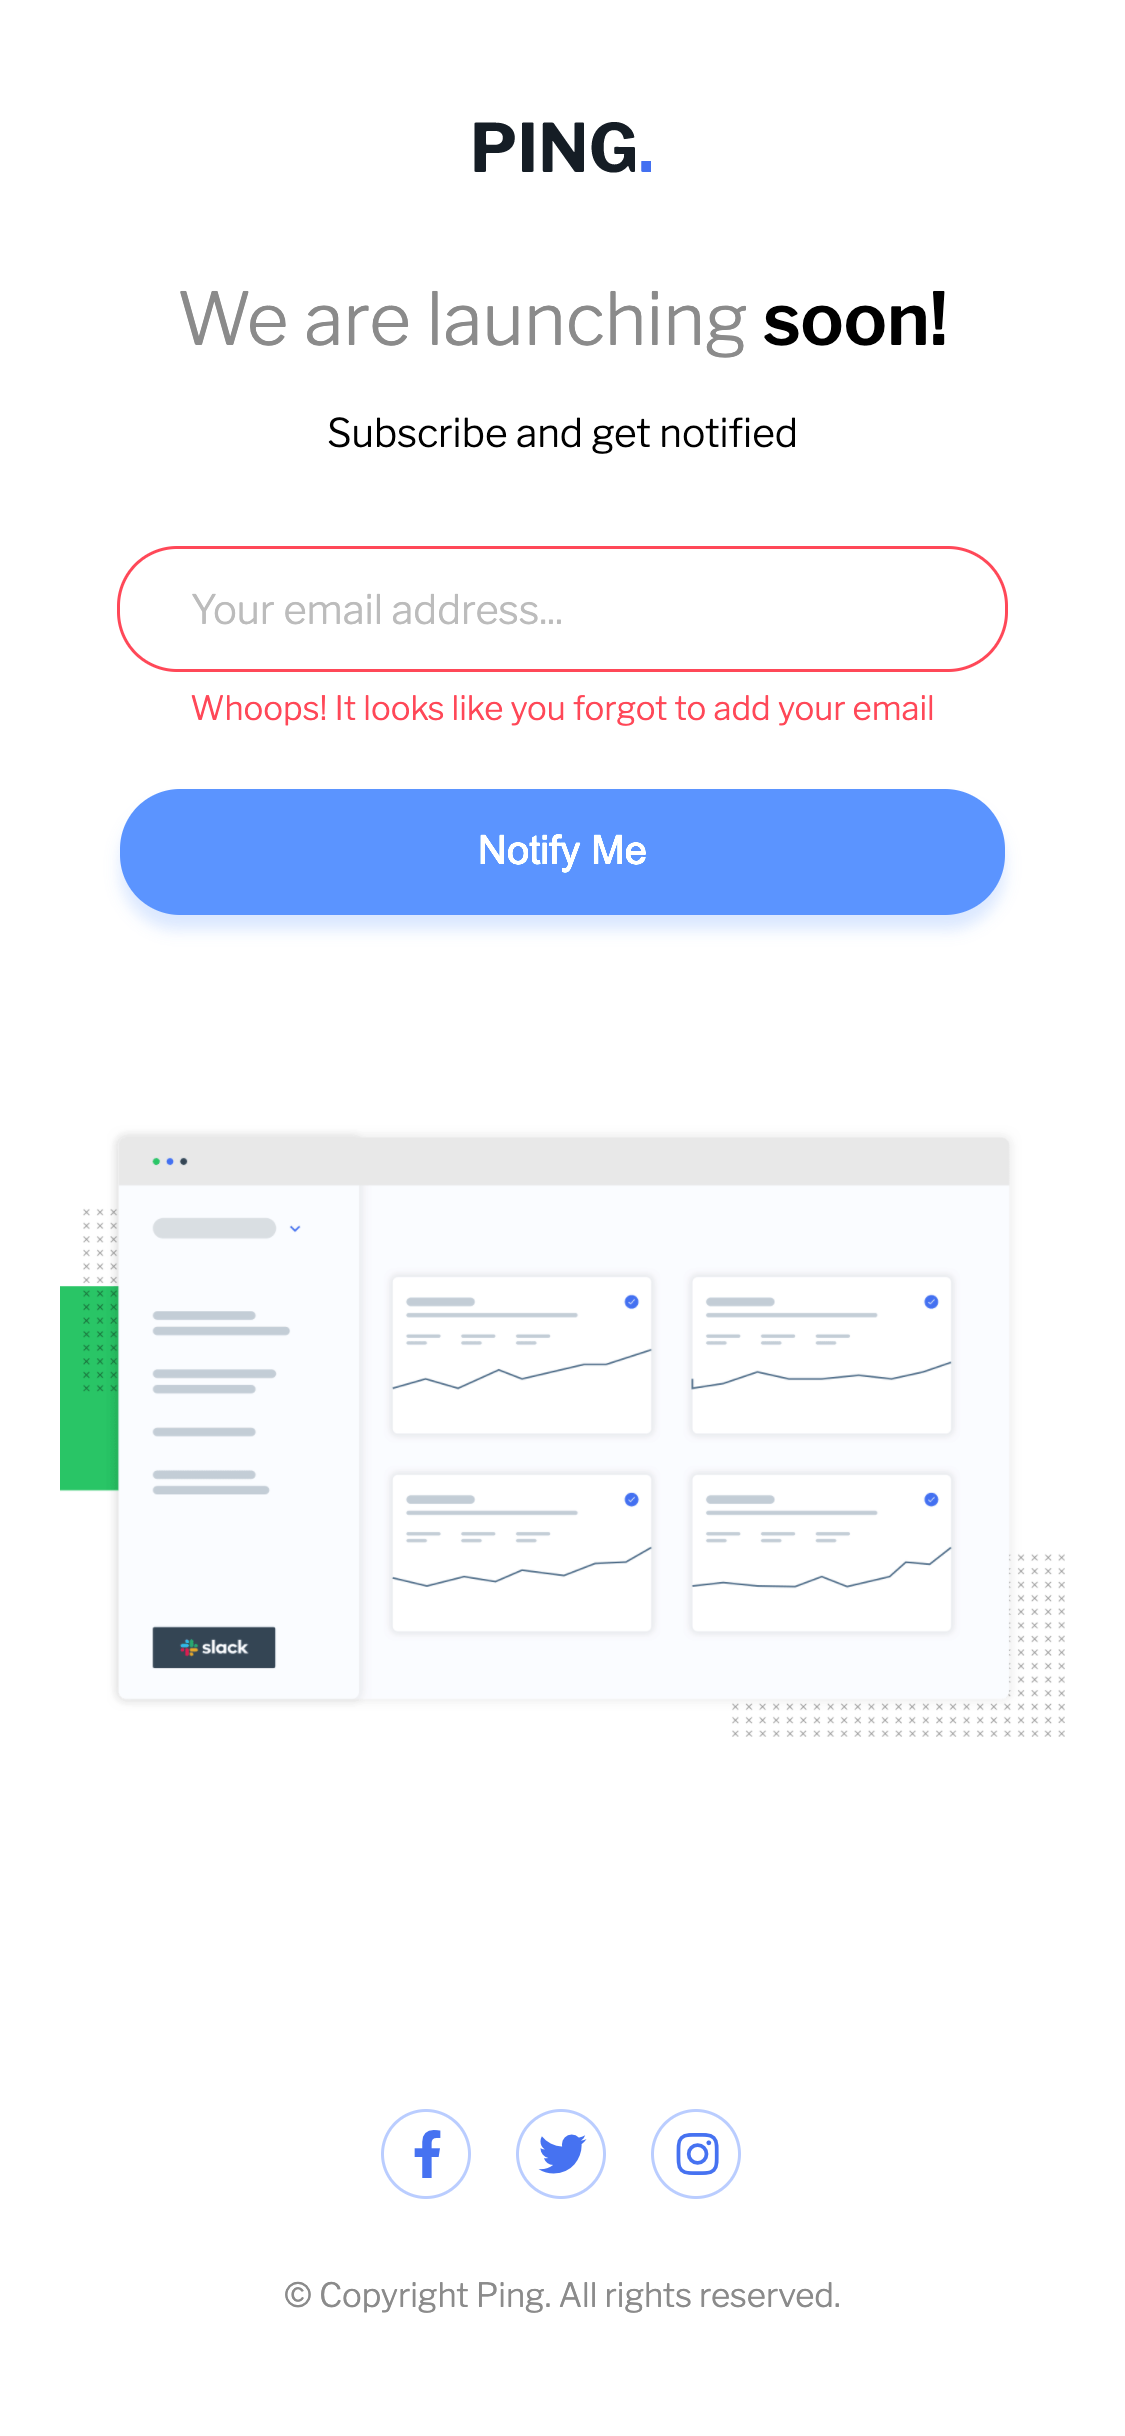 PING.
We are launching soon!
Subscribe and get notified
Your email address...
Whoops! It looks like you forgot to add your email
Notify Me
slack
© Copyright Ping. All rights reserved.